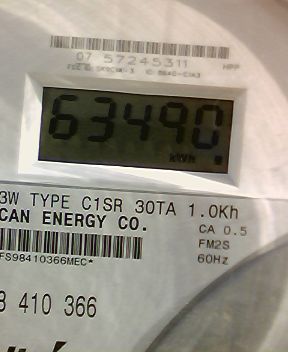 07 57245311 HPP
63490
kWh
3W TYPE C1SR 30TA 1.0Kh
CAN ENERGY CO.
CA 0.5
FM2S
FS98410366MEC*
60Hz
8 410 366